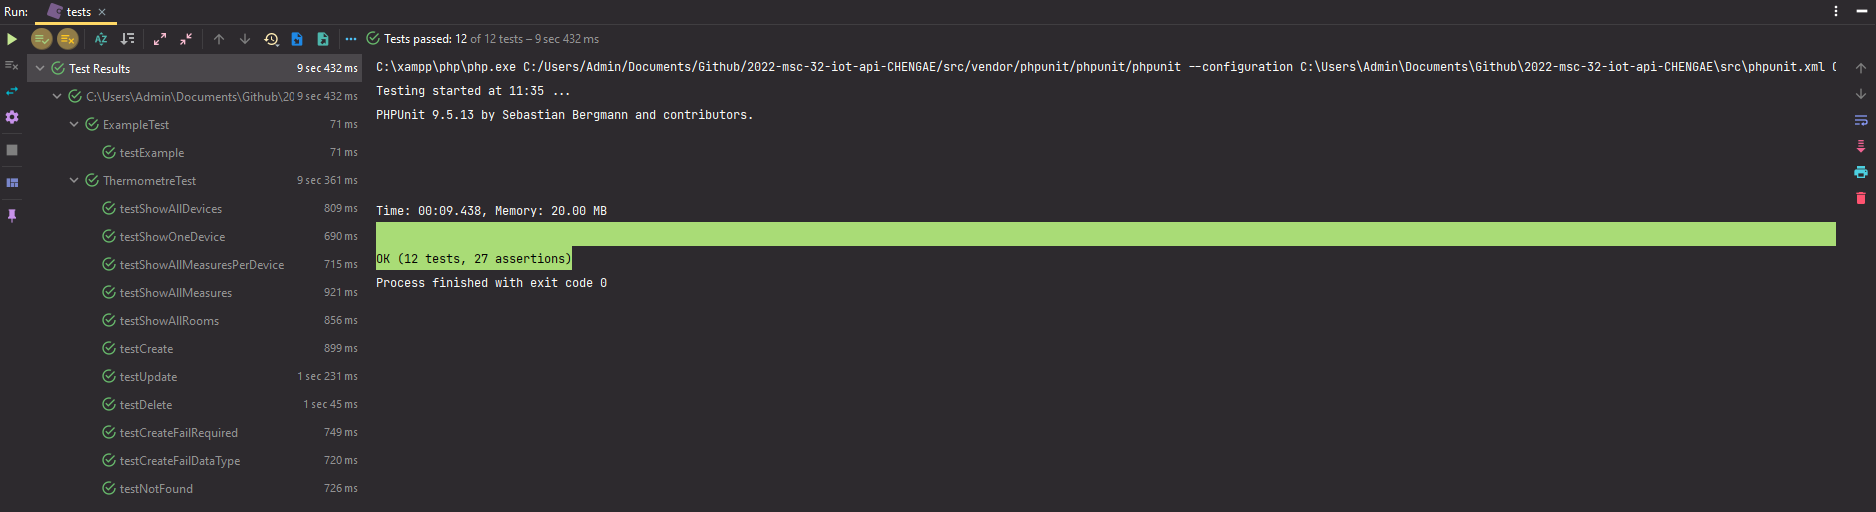 Run: tests
Tests passed: 12 of 12 tests – 9 sec 432 ms
Test Results 9 sec 432 ms
C:\Users\Admin\Documents\Github\20 9 sec 432 ms
ExampleTest 71 ms
testExample 71 ms
ThermometreTest 9 sec 361 ms
testShowAllDevices 809 ms
testShowOneDevice 690 ms
testShowAllMeasuresPerDevice 715 ms
testShowAllMeasures 921 ms
testShowAllRooms 856 ms
testCreate 899 ms
testUpdate 1 sec 231 ms
testDelete 1 sec 45 ms
testCreateFailRequired 749 ms
testCreateFailDataType 720 ms
testNotFound 726 ms
C:\xampp\php\php.exe C:/Users/Admin/Documents/Github/2022-msc-32-iot-api-CHENGAE/src/vendor/phpunit/phpunit/phpunit --configuration C:\Users\Admin\Documents\Github\2022-msc-32-iot-api-CHENGAE\src\phpunit.xml
Testing started at 11:35 ...
PHPUnit 9.5.13 by Sebastian Bergmann and contributors.
Time: 00:09.438, Memory: 20.00 MB
OK (12 tests, 27 assertions)
Process finished with exit code 0